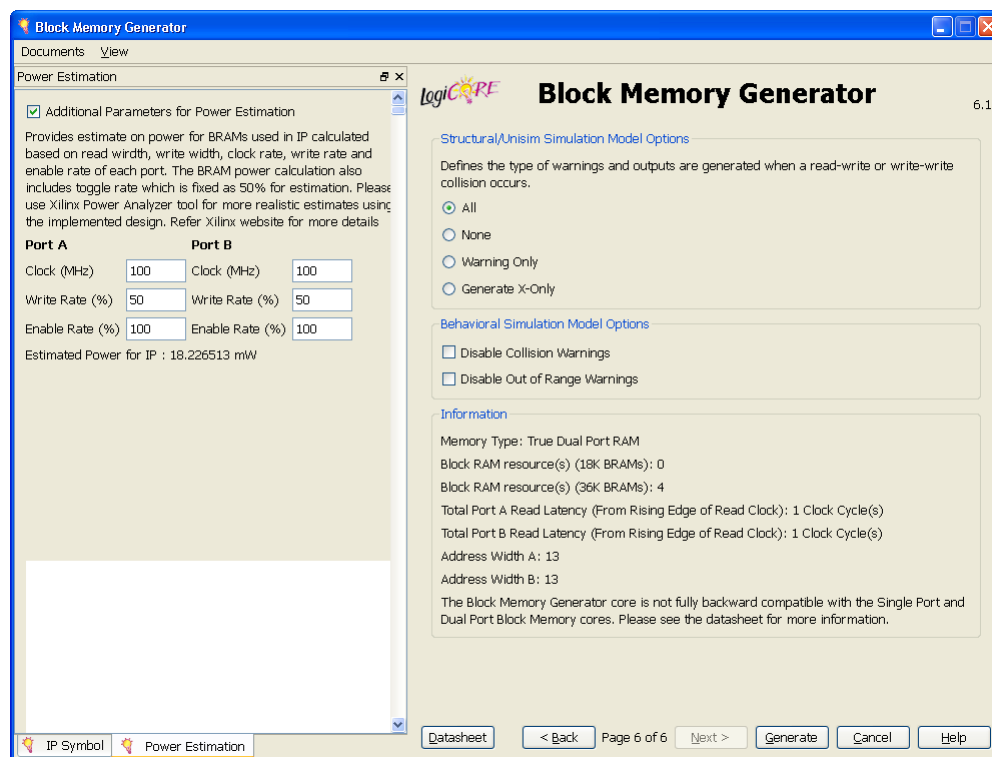 Block Memory Generator
Documents View
Power Estimation
Additional Parameters for Power Estimation
Provides estimate on power for BRAMs used in IP calculated
based on read wirdth, write width, clock rate, write rate and
enable rate of each port. The BRAM power calculation also
includes toggle rate which is fixed as 50% for estimation. Please
use Xilinx Power Analyzer tool for more realistic estimates using
the implemented design. Refer Xilinx website for more details
Port A Port B
Clock (MHz) 100 Clock (MHz) 100
Write Rate (%) 50 Write Rate (%) 50
Enable Rate (%) 100 Enable Rate (%) 100
Estimated Power for IP : 18.226513 mW
IP Symbol Power Estimation
logiCORE Block Memory Generator 6.1
Structural/Unisim Simulation Model Options
Defines the type of warnings and outputs are generated when a read-write or write-write
collision occurs.
All
None
Warning Only
Generate X-Only
Behavioral Simulation Model Options
Disable Collision Warnings
Disable Out of Range Warnings
Information
Memory Type: True Dual Port RAM
Block RAM resource(s) (18K BRAMs): 0
Block RAM resource(s) (36K BRAMs): 4
Total Port A Read Latency (From Rising Edge of Read Clock): 1 Clock Cycle(s)
Total Port B Read Latency (From Rising Edge of Read Clock): 1 Clock Cycle(s)
Address Width A: 13
Address Width B: 13
The Block Memory Generator core is not fully backward compatible with the Single Port and
Dual Port Block Memory cores. Please see the datasheet for more information.
Datasheet < Back Page 6 of 6 Next > Generate Cancel Help